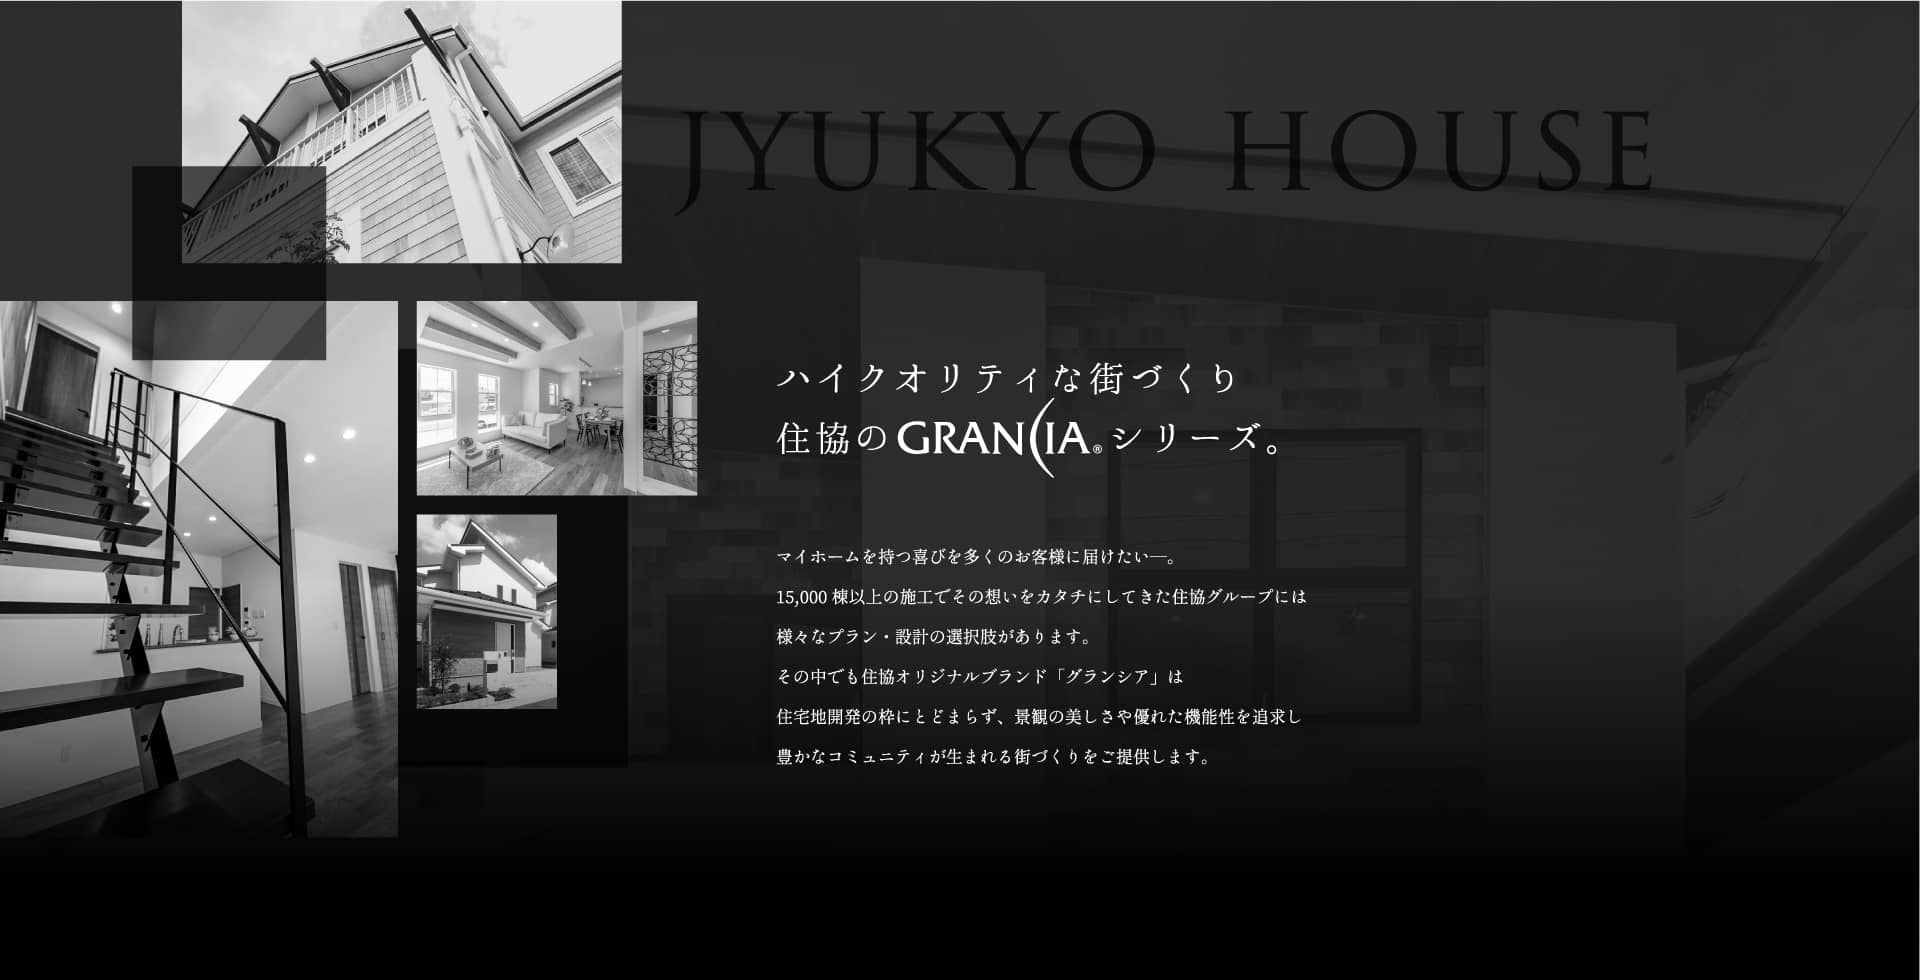 JYUKYO HOUSE
ハイクオリティな街づくり
住協のGRANCIA®シリーズ。
マイホームを持つ喜びを多くのお客様に届けたい―。
15,000 棟以上の施工でその想いをカタチにしてきた住協グループには
様々なプラン・設計の選択肢があります。
その中でも住協オリジナルブランド「グランシア」は
住宅地開発の枠にとどまらず、景観の美しさや優れた機能性を追求し
豊かなコミュニティが生まれる街づくりをご提供します。